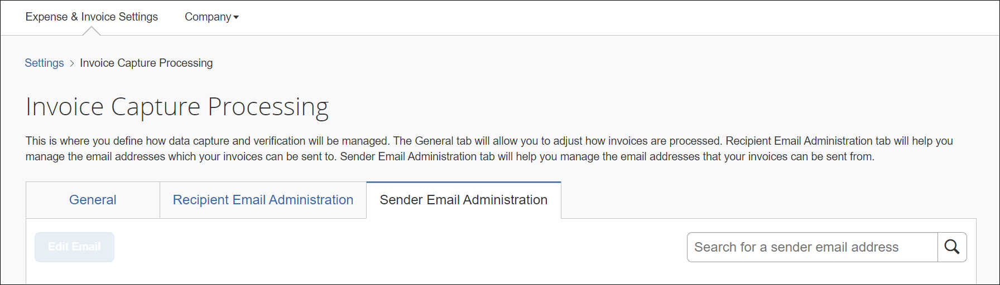 Expense & Invoice Settings Company
Settings > Invoice Capture Processing
Invoice Capture Processing
This is where you define how data capture and verification will be managed. The General tab will allow you to adjust how invoices are processed. Recipient Email Administration tab will help you
manage the email addresses which your invoices can be sent to. Sender Email Administration tab will help you manage the email addresses that your invoices can be sent from.
General Recipient Email Administration Sender Email Administration
Edit Email Search for a sender email address